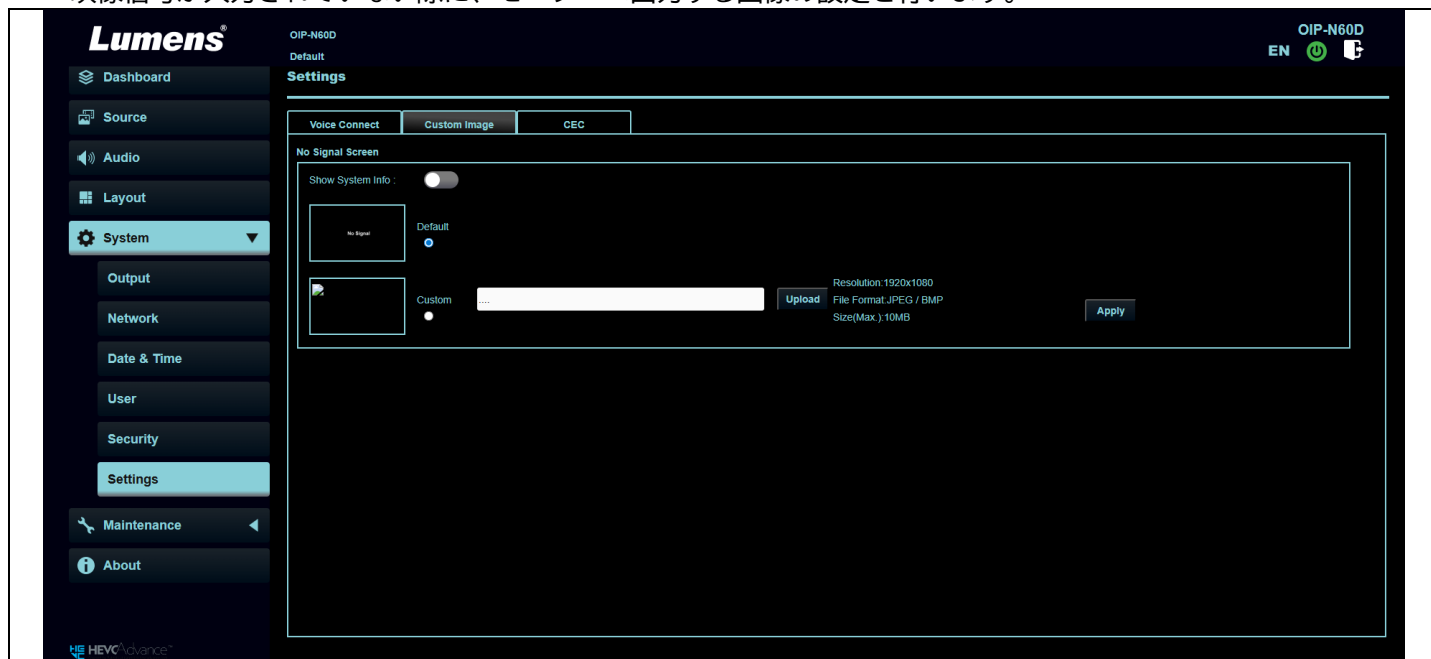 Lumens®
OIP-N60D
Default
OIP-N60D
EN
Settings
Dashboard
Source
Audio
Layout
System
Output
Network
Date & Time
User
Security
Settings
Maintenance
About
HEVC Advance™
Voice Connect
Custom Image
CEC
No Signal Screen
Show System Info :
No Signal
Default
Custom
....
Upload
Resolution:1920x1080
File Format:JPEG / BMP
Size(Max.):10MB
Apply